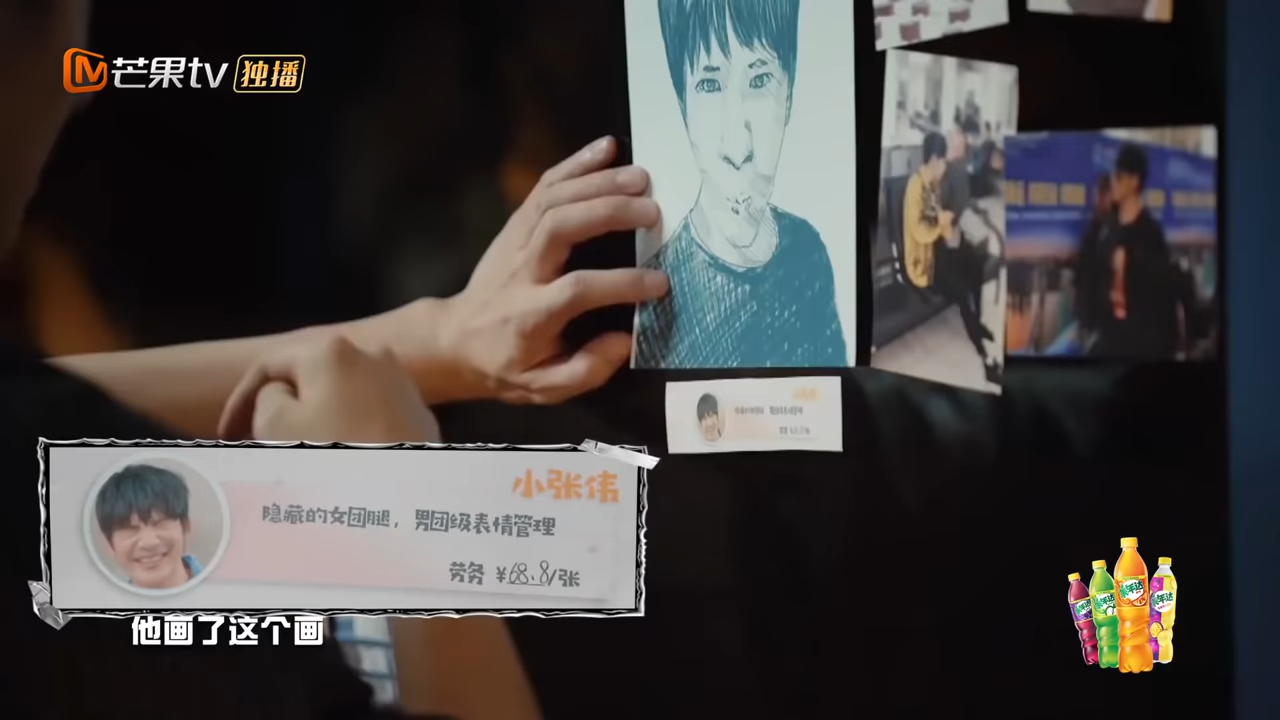 芒果tv 独播
小张伟
隐藏的女团腿，男团级表情管理
劳务 ¥68.8/张
他画了这个画